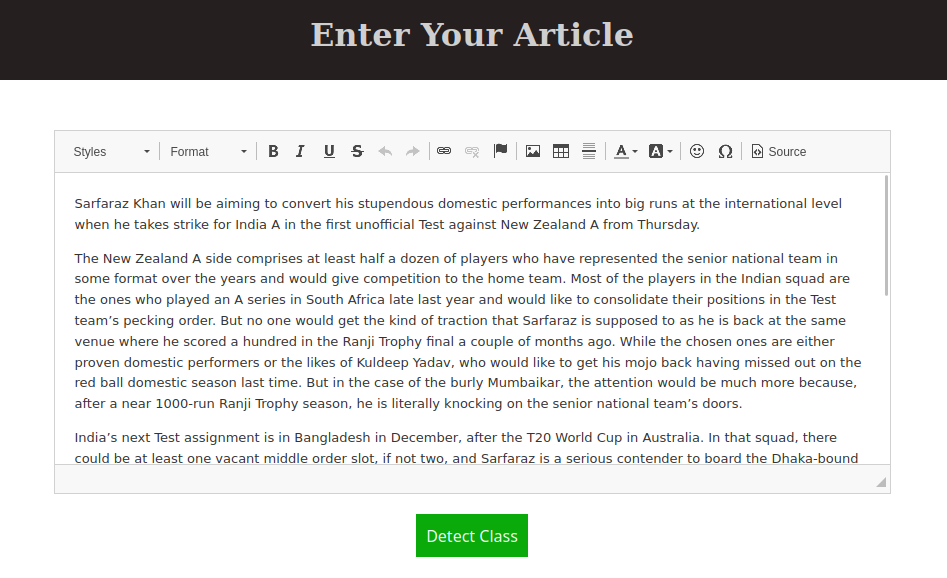 Enter Your Article
Styles Format B I U S A A Ω Source
Sarfaraz Khan will be aiming to convert his stupendous domestic performances into big runs at the international level
when he takes strike for India A in the first unofficial Test against New Zealand A from Thursday.
The New Zealand A side comprises at least half a dozen of players who have represented the senior national team in
some format over the years and would give competition to the home team. Most of the players in the Indian squad are
the ones who played an A series in South Africa late last year and would like to consolidate their positions in the Test
team’s pecking order. But no one would get the kind of traction that Sarfaraz is supposed to as he is back at the same
venue where he scored a hundred in the Ranji Trophy final a couple of months ago. While the chosen ones are either
proven domestic performers or the likes of Kuldeep Yadav, who would like to get his mojo back having missed out on the
red ball domestic season last time. But in the case of the burly Mumbaikar, the attention would be much more because,
after a near 1000-run Ranji Trophy season, he is literally knocking on the senior national team’s doors.
India’s next Test assignment is in Bangladesh in December, after the T20 World Cup in Australia. In that squad, there
could be at least one vacant middle order slot, if not two, and Sarfaraz is a serious contender to board the Dhaka-bound
Detect Class